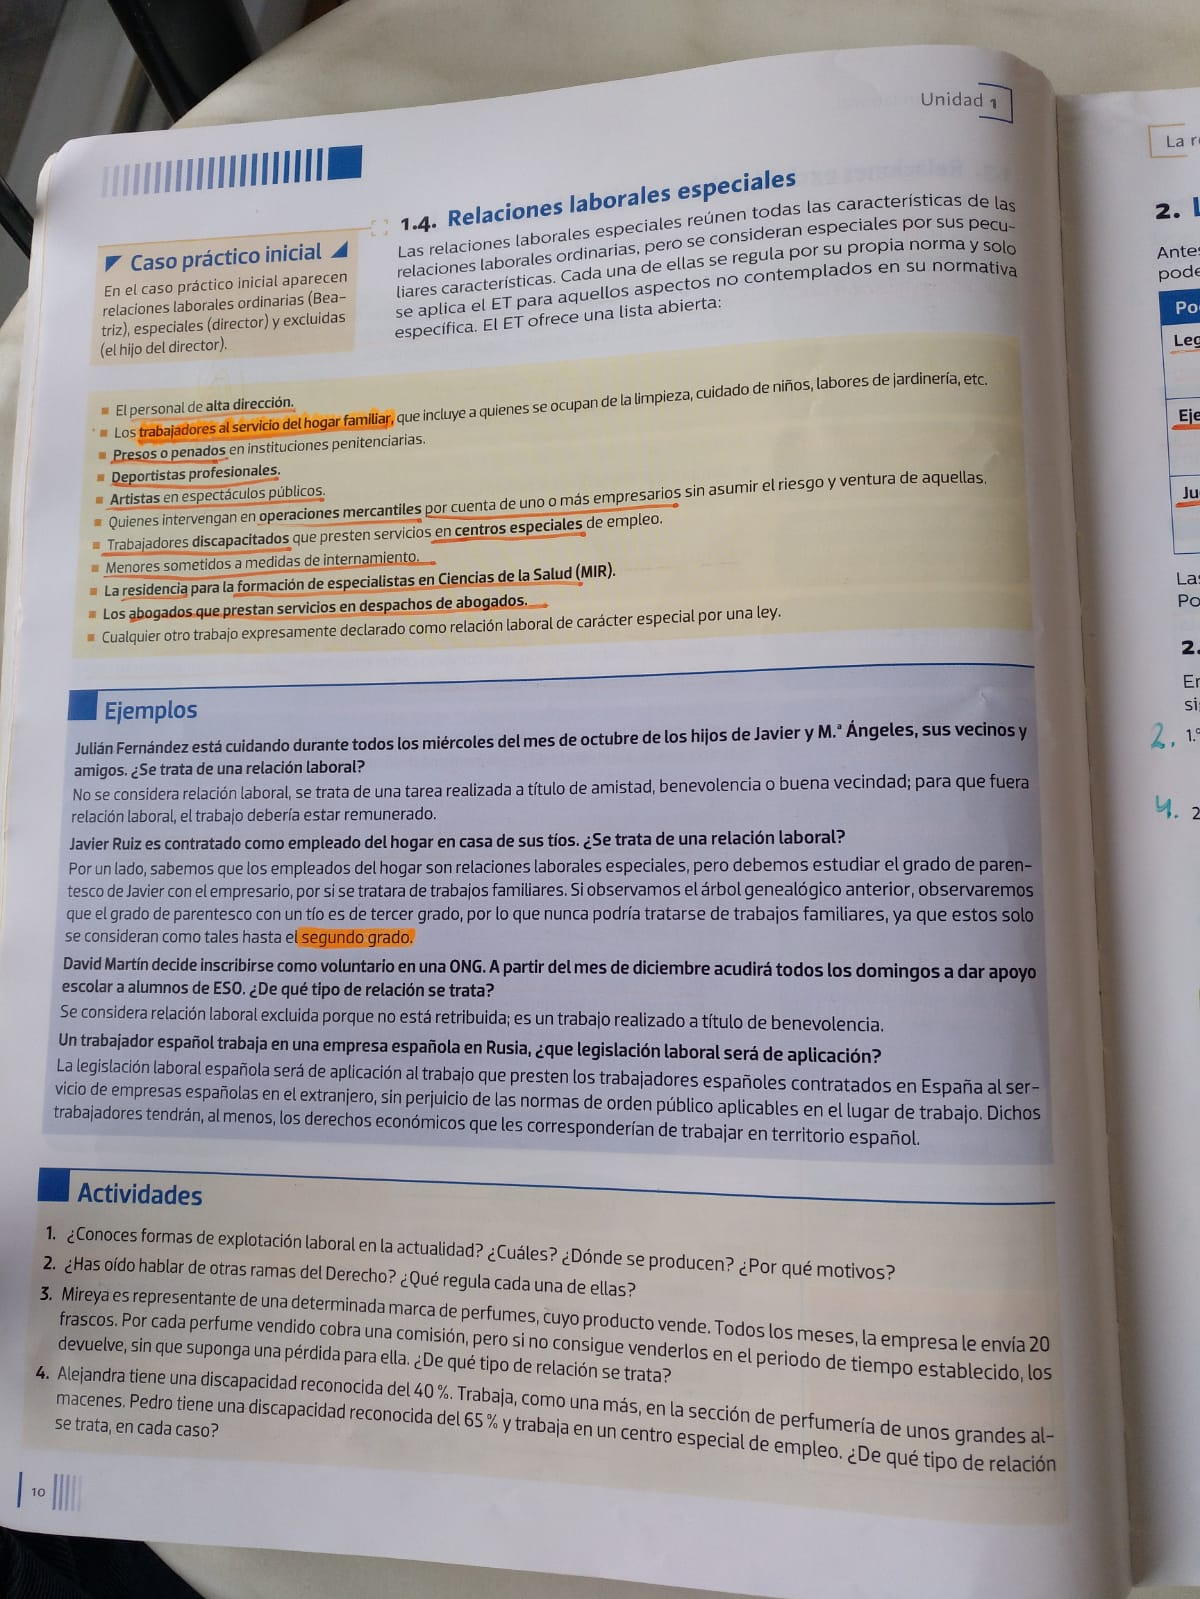 Unidad 1
1.4. Relaciones laborales especiales
Las relaciones laborales especiales reúnen todas las características de las
relaciones laborales ordinarias, pero se consideran especiales por sus pecu-
liares características. Cada una de ellas se regula por su propia norma y solo
se aplica el ET para aquellos aspectos no contemplados en su normativa
específica. El ET ofrece una lista abierta:
Caso práctico inicial
En el caso práctico inicial aparecen
relaciones laborales ordinarias (Bea-
triz), especiales (director) y excluidas
(el hijo del director).
El personal de alta dirección.
Los trabajadores al servicio del hogar familiar, que incluye a quienes se ocupan de la limpieza, cuidado de niños, labores de jardinería, etc.
Presos o penados en instituciones penitenciarias.
Deportistas profesionales.
Artistas en espectáculos públicos.
Quienes intervengan en operaciones mercantiles por cuenta de uno o más empresarios sin asumir el riesgo y ventura de aquellas.
Trabajadores discapacitados que presten servicios en centros especiales de empleo.
Menores sometidos a medidas de internamiento.
La residencia para la formación de especialistas en Ciencias de la Salud (MIR).
Los abogados que prestan servicios en despachos de abogados.
Cualquier otro trabajo expresamente declarado como relación laboral de carácter especial por una ley.
Ejemplos
Julián Fernández está cuidando durante todos los miércoles del mes de octubre de los hijos de Javier y M.ª Ángeles, sus vecinos y
amigos. ¿Se trata de una relación laboral?
No se considera relación laboral, se trata de una tarea realizada a título de amistad, benevolencia o buena vecindad; para que fuera
relación laboral, el trabajo debería estar remunerado.
Javier Ruiz es contratado como empleado del hogar en casa de sus tíos. ¿Se trata de una relación laboral?
Por un lado, sabemos que los empleados del hogar son relaciones laborales especiales, pero debemos estudiar el grado de paren-
tesco de Javier con el empresario, por si se tratara de trabajos familiares. Si observamos el árbol genealógico anterior, observaremos
que el grado de parentesco con un tío es de tercer grado, por lo que nunca podría tratarse de trabajos familiares, ya que estos solo
se consideran como tales hasta el segundo grado.
David Martín decide inscribirse como voluntario en una ONG. A partir del mes de diciembre acudirá todos los domingos a dar apoyo
escolar a alumnos de ESO. ¿De qué tipo de relación se trata?
Se considera relación laboral excluida porque no está retribuida; es un trabajo realizado a título de benevolencia.
Un trabajador español trabaja en una empresa española en Rusia, ¿que legislación laboral será de aplicación?
La legislación laboral española será de aplicación al trabajo que presten los trabajadores españoles contratados en España al ser-
vicio de empresas españolas en el extranjero, sin perjuicio de las normas de orden público aplicables en el lugar de trabajo. Dichos
trabajadores tendrán, al menos, los derechos económicos que les corresponderían de trabajar en territorio español.
Actividades
1. ¿Conoces formas de explotación laboral en la actualidad? ¿Cuáles? ¿Dónde se producen? ¿Por qué motivos?
2. ¿Has oído hablar de otras ramas del Derecho? ¿Qué regula cada una de ellas?
3. Mireya es representante de una determinada marca de perfumes, cuyo producto vende. Todos los meses, la empresa le envía 20
frascos. Por cada perfume vendido cobra una comisión, pero si no consigue venderlos en el periodo de tiempo establecido, los
devuelve, sin que suponga una pérdida para ella. ¿De qué tipo de relación se trata?
4. Alejandra tiene una discapacidad reconocida del 40 %. Trabaja, como una más, en la sección de perfumería de unos grandes al-
macenes. Pedro tiene una discapacidad reconocida del 65 % y trabaja en un centro especial de empleo. ¿De qué tipo de relación
se trata, en cada caso?
10
La r
2.
Ante
pode
Po
Leg
Eje
Ju
Las
Po
2.
En
si
2. 1.º
4. 2